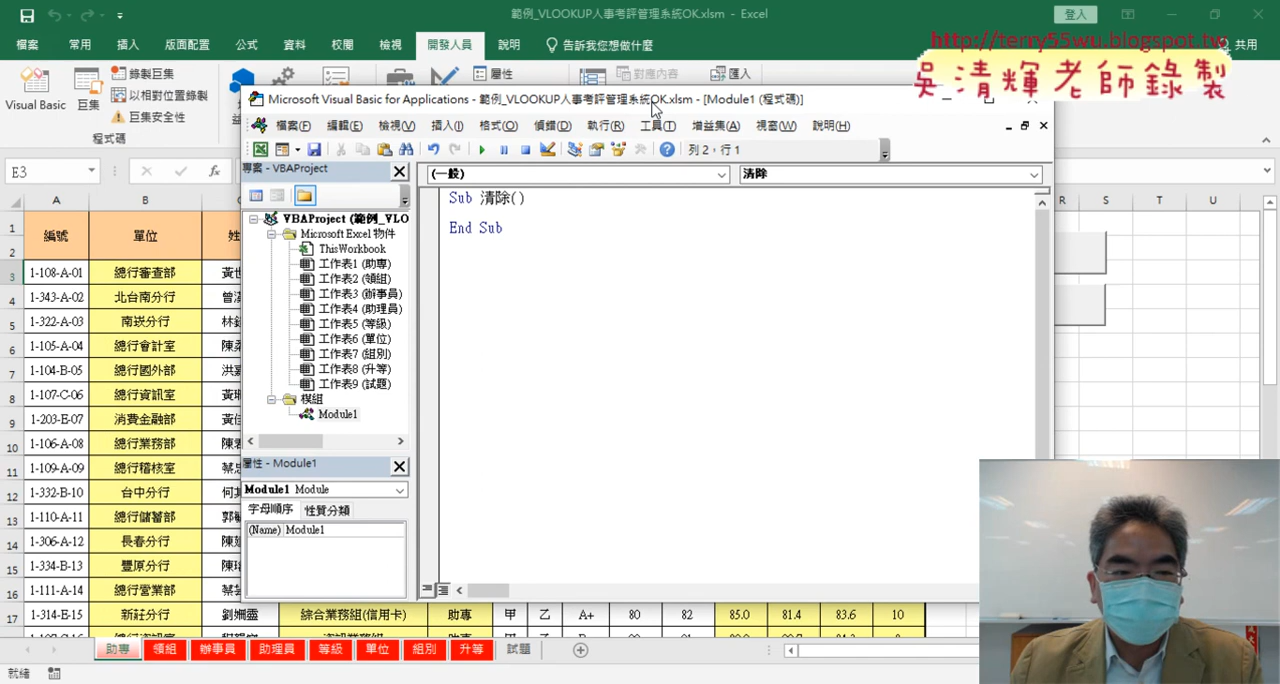 範例_VLOOKUP人事考評管理系統OK.xlsm - Excel
登入
檔案 常用 插入 版面配置 公式 資料 校閱 檢視 開發人員 說明 告訴我您想做什麼 共用
http://terry55wu.blogspot.tw
吳清輝老師錄製
Visual Basic 巨集 錄製巨集 以相對位置錄製 巨集安全性
屬性 對應內容 匯入
程式碼
Microsoft Visual Basic for Applications - 範例_VLOOKUP人事考評管理系統OK.xlsm - [Module1 (程式碼)]
檔案(F) 編輯(E) 檢視(V) 插入(I) 格式(O) 偵錯(D) 執行(R) 工具(T) 增益集(A) 視窗(W) 說明(H)
列 2，行 1
E3
專案 - VBAProject
(一般) 清除
Sub 清除()
End Sub
VBAProject (範例_VLO
Microsoft Excel 物件
ThisWorkbook
工作表1 (助專)
工作表2 (領組)
工作表3 (辦事員)
工作表4 (助理員)
工作表5 (等級)
工作表6 (單位)
工作表7 (組別)
工作表8 (升等)
工作表9 (試題)
模組
Module1
屬性 - Module1
Module1 Module
字母順序 性質分類
(Name) Module1
A B R S T U
編號 單位
3 1-108-A-01 總行審查部
4 1-343-A-02 北台南分行
5 1-322-A-03 南崁分行
6 1-105-A-04 總行會計室
7 1-104-B-05 總行國外部
8 1-107-C-06 總行資訊室
9 1-203-E-07 消費金融部
10 1-106-A-08 總行業務部
11 1-109-A-09 總行稽核室
12 1-332-B-10 台中分行
13 1-110-A-11 總行儲蓄部
14 1-306-A-12 長春分行
15 1-334-B-13 豐原分行
16 1-111-A-14 總行營業部
17 1-314-E-15 新莊分行 劉姍靈 綜合業務組(信用卡) 助專 甲 乙 A+ 80 82 85.0 81.4 83.6 10
助專 領組 辦事員 助理員 等級 單位 組別 升等 試題
就緒